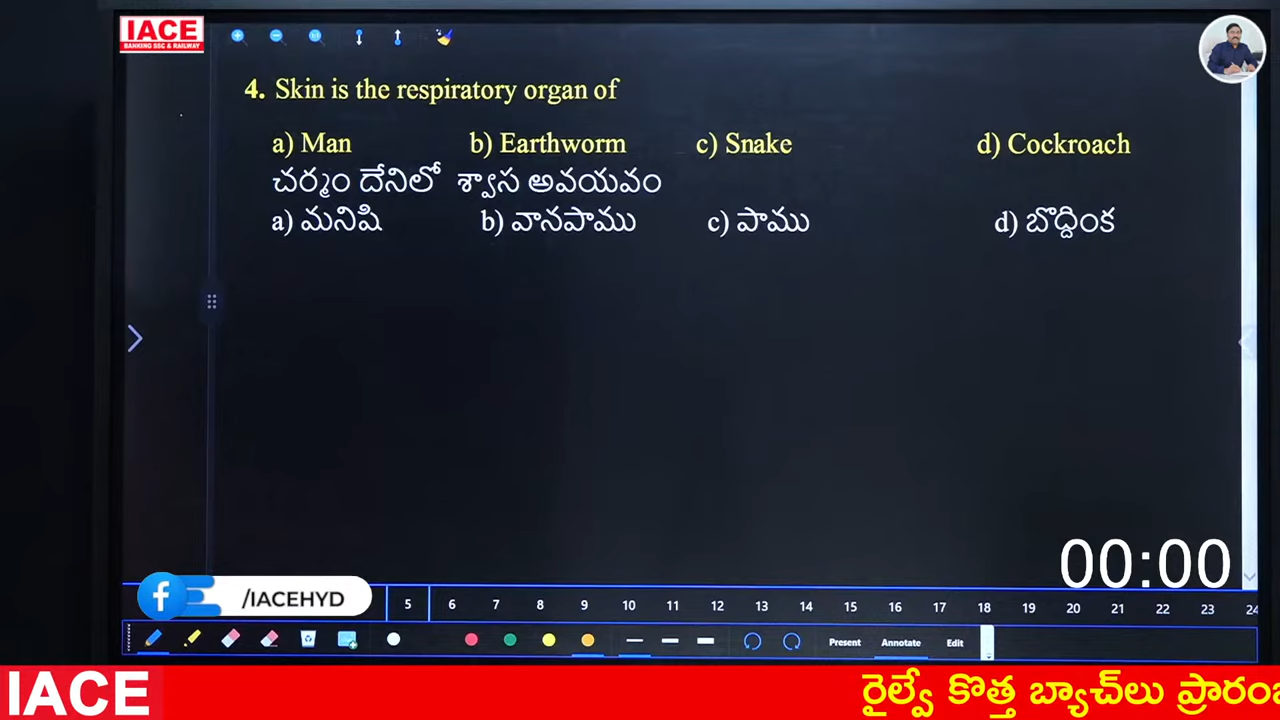 IACE
BANKING SSC & RAILWAY
4. Skin is the respiratory organ of
a) Man b) Earthworm c) Snake d) Cockroach
చర్మం దేనిలో శ్వాస అవయవం
a) మనిషి b) వానపాము c) పాము d) బొద్దింక
00:00
/IACEHYD 5 6 7 8 9 10 11 12 13 14 15 16 17 18 19 20 21 22 23 24
Present Annotate Edit
IACE రైల్వే కొత్త బ్యాచ్‌లు